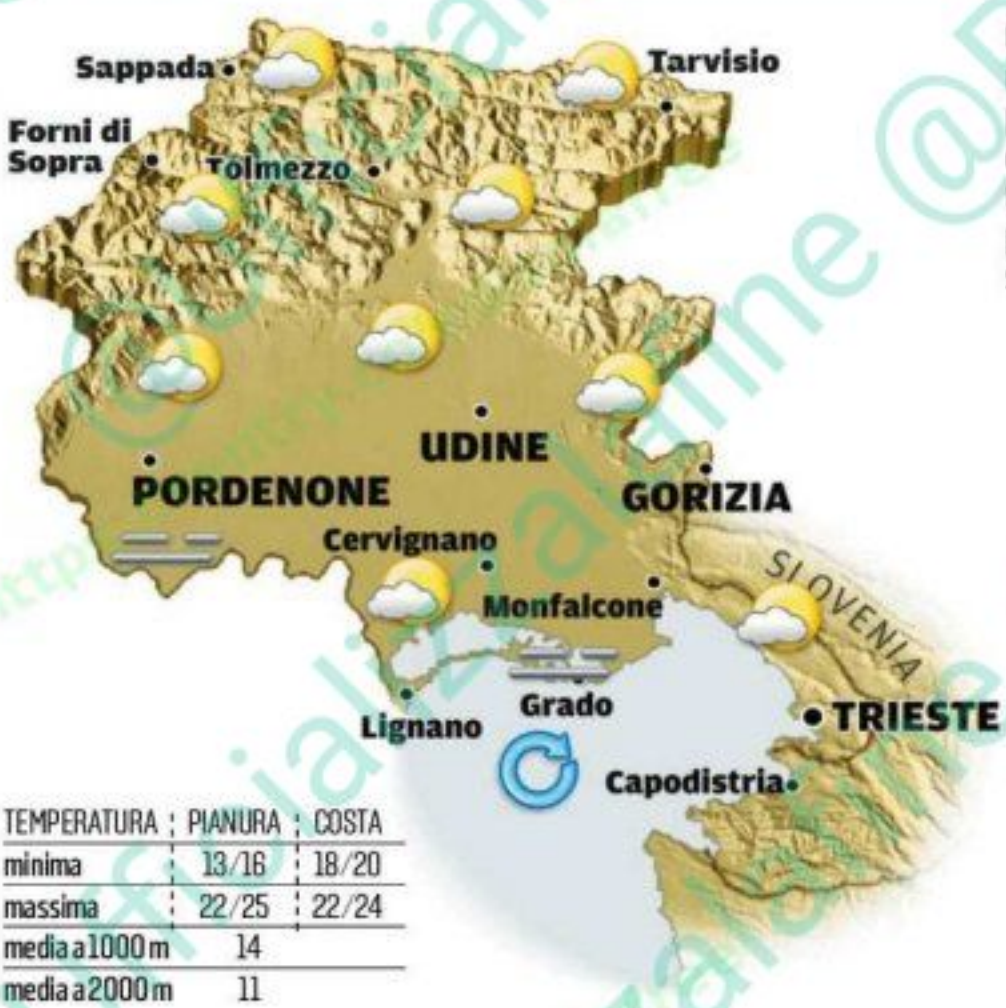 Sappada
Tarvisio
Forni di
Sopra
Tolmezzo
UDINE
PORDENONE
GORIZIA
Cervignano
SLOVENIA
Monfalcone
Grado
TRIESTE
Lignano
Capodistria
TEMPERATURA PIANURA COSTA
minima 13/16 18/20
massima 22/25 22/24
media a 1000 m 14
media a 2000 m 11